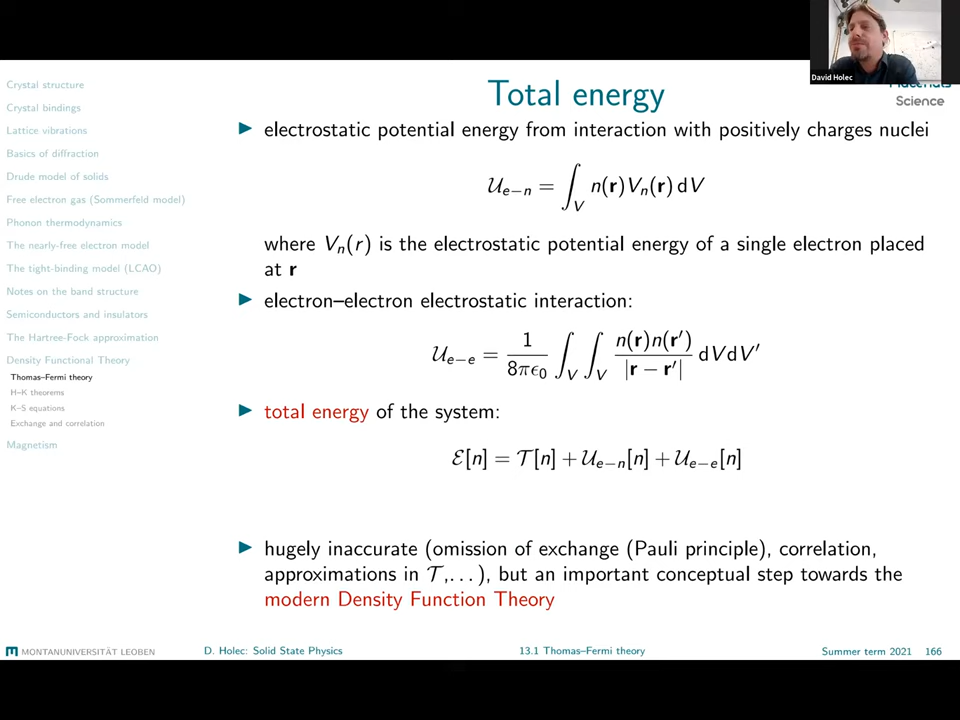 David Holec
Materials
Science
Crystal structure
Crystal bindings
Lattice vibrations
Basics of diffraction
Drude model of solids
Free electron gas (Sommerfeld model)
Phonon thermodynamics
The nearly-free electron model
The tight-binding model (LCAO)
Notes on the band structure
Semiconductors and insulators
The Hartree-Fock approximation
Density Functional Theory
Thomas–Fermi theory
H–K theorems
K–S equations
Exchange and correlation
Magnetism
Total energy
▶ electrostatic potential energy from interaction with positively charges nuclei
𝒰ₑ₋ₙ = ∫_V n(𝐫)Vₙ(𝐫) dV
where Vₙ(r) is the electrostatic potential energy of a single electron placed
at 𝐫
▶ electron–electron electrostatic interaction:
𝒰ₑ₋ₑ = 1/(8πϵ₀) ∫_V ∫_V n(𝐫)n(𝐫′)/|𝐫 − 𝐫′| dVdV′
▶ total energy of the system:
ℰ[n] = 𝒯[n] + 𝒰ₑ₋ₙ[n] + 𝒰ₑ₋ₑ[n]
▶ hugely inaccurate (omission of exchange (Pauli principle), correlation,
approximations in 𝒯,...), but an important conceptual step towards the
modern Density Function Theory
MONTANUNIVERSITÄT LEOBEN
D. Holec: Solid State Physics
13.1 Thomas–Fermi theory
Summer term 2021 166